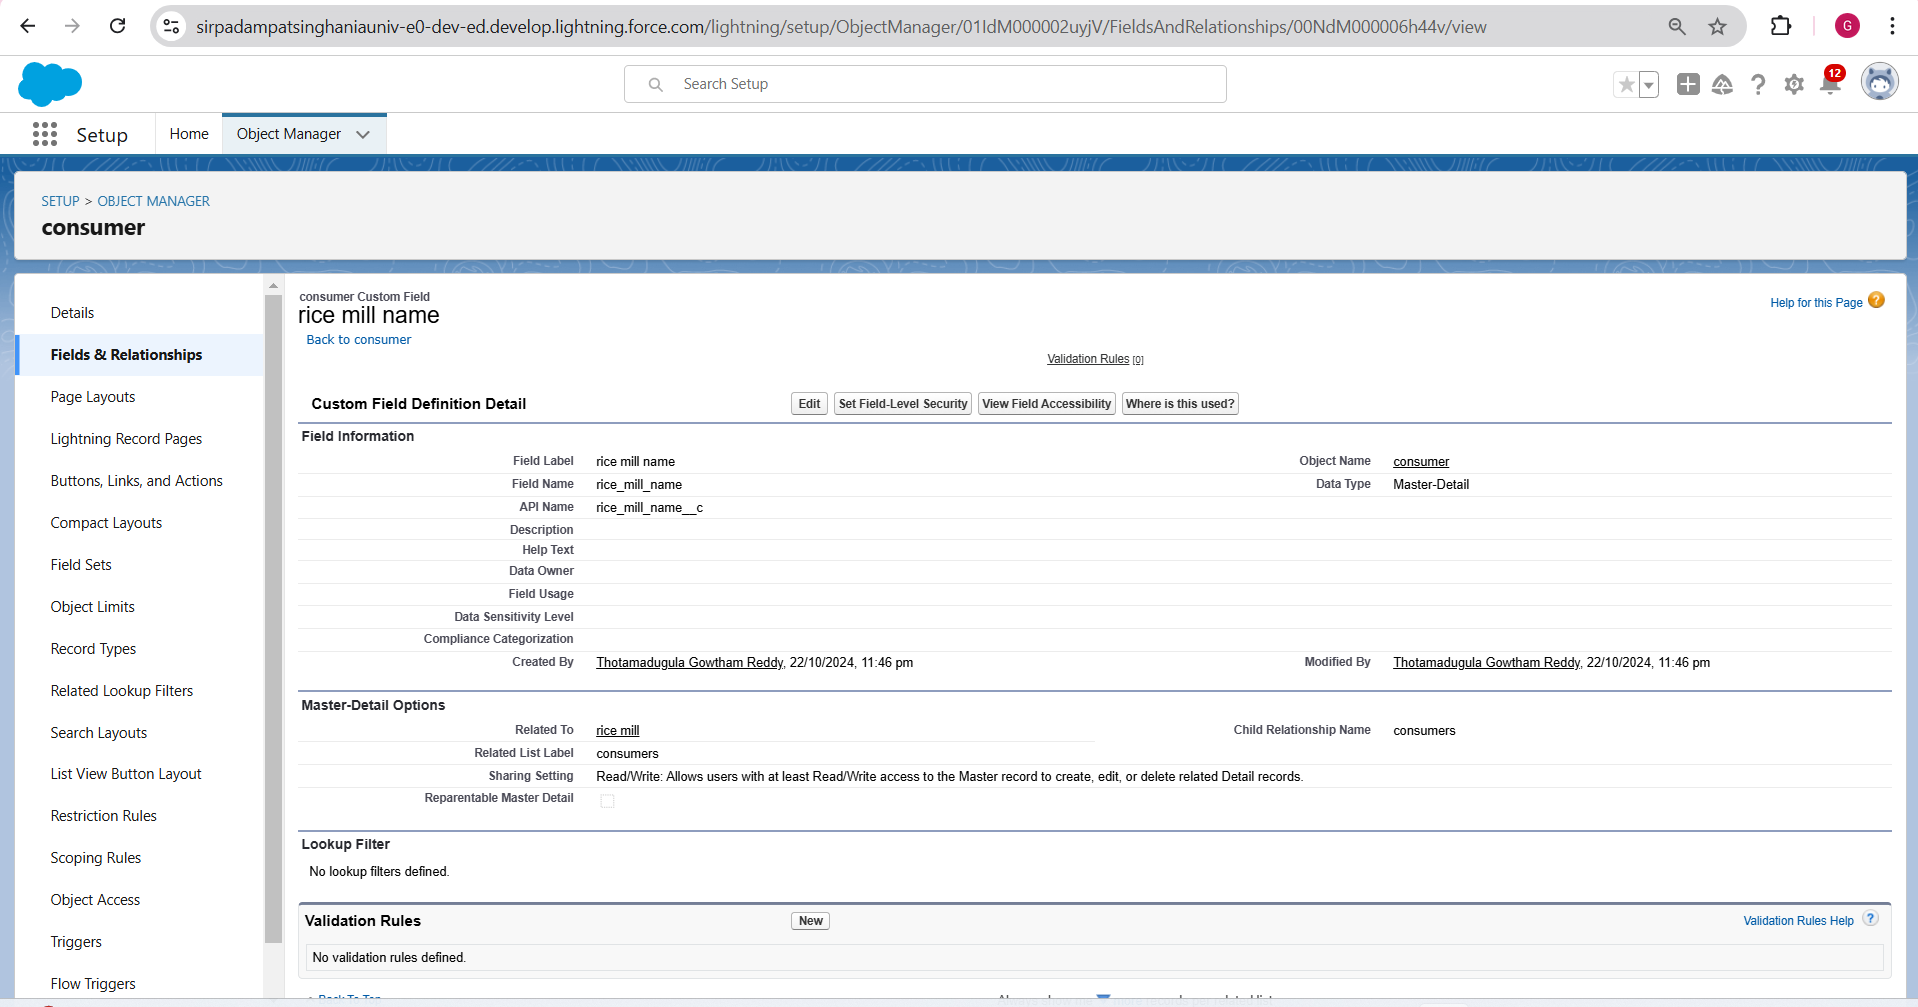 sirpadampatsinghaniauniv-e0-dev-ed.develop.lightning.force.com/lightning/setup/ObjectManager/01IdM000002uyjV/FieldsAndRelationships/00NdM000006h44v/view
G
Search Setup
12
Setup
Home
Object Manager
SETUP > OBJECT MANAGER
consumer
Details
Fields & Relationships
Page Layouts
Lightning Record Pages
Buttons, Links, and Actions
Compact Layouts
Field Sets
Object Limits
Record Types
Related Lookup Filters
Search Layouts
List View Button Layout
Restriction Rules
Scoping Rules
Object Access
Triggers
Flow Triggers
consumer Custom Field
rice mill name
Help for this Page
Back to consumer
Validation Rules [0]
Custom Field Definition Detail
Edit
Set Field-Level Security
View Field Accessibility
Where is this used?
Field Information
Field Label rice mill name Object Name consumer
Field Name rice_mill_name Data Type Master-Detail
API Name rice_mill_name__c
Description
Help Text
Data Owner
Field Usage
Data Sensitivity Level
Compliance Categorization
Created By Thotamadugula Gowtham Reddy, 22/10/2024, 11:46 pm Modified By Thotamadugula Gowtham Reddy, 22/10/2024, 11:46 pm
Master-Detail Options
Related To rice mill Child Relationship Name consumers
Related List Label consumers
Sharing Setting Read/Write: Allows users with at least Read/Write access to the Master record to create, edit, or delete related Detail records.
Reparentable Master Detail
Lookup Filter
No lookup filters defined.
Validation Rules New Validation Rules Help ?
No validation rules defined.
Back To Top